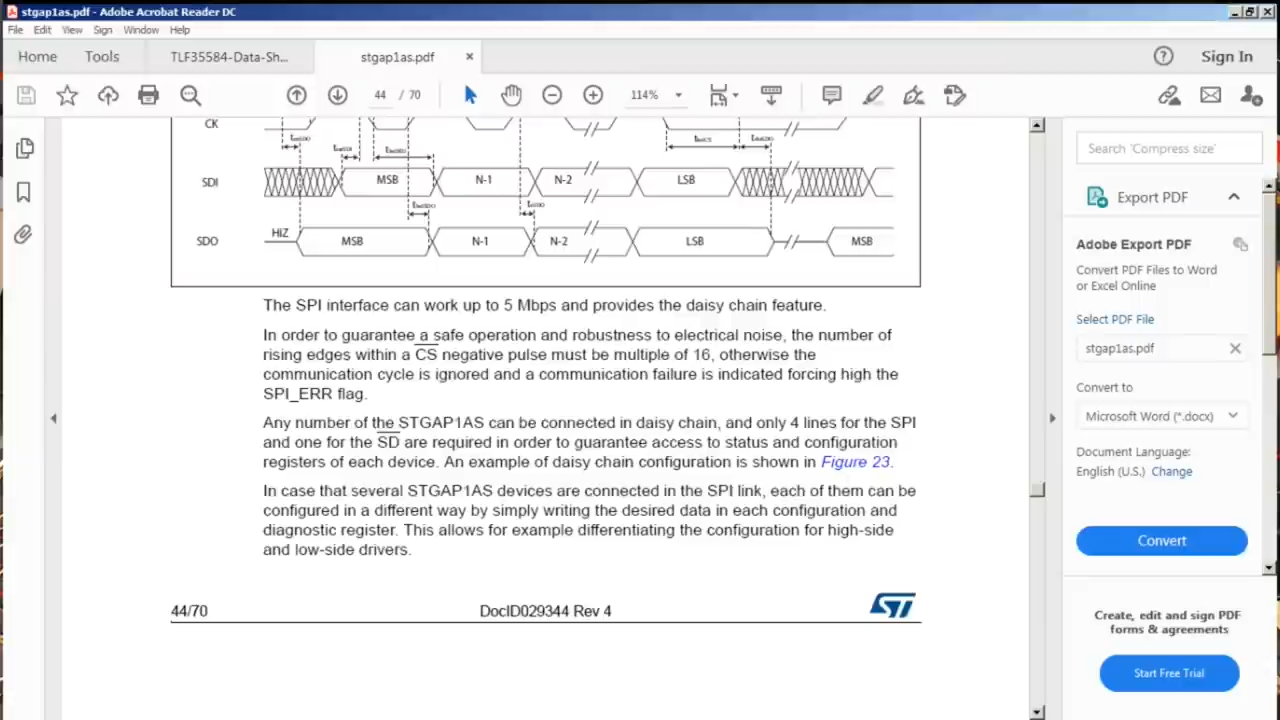 stgap1as.pdf - Adobe Acrobat Reader DC
File Edit View Sign Window Help
Home Tools TLF35584-Data-Sh... stgap1as.pdf × Sign In
44 / 70 114%
Search 'Compress size'
Export PDF
Adobe Export PDF
Convert PDF Files to Word
or Excel Online
Select PDF File
stgap1as.pdf
Convert to
Microsoft Word (*.docx)
Document Language:
English (U.S.) Change
Convert
Create, edit and sign PDF
forms & agreements
Start Free Trial
CK
SDI MSB N-1 N-2 LSB
SDO HIZ MSB N-1 N-2 LSB MSB
The SPI interface can work up to 5 Mbps and provides the daisy chain feature.
In order to guarantee a safe operation and robustness to electrical noise, the number of
rising edges within a CS negative pulse must be multiple of 16, otherwise the
communication cycle is ignored and a communication failure is indicated forcing high the
SPI_ERR flag.
Any number of the STGAP1AS can be connected in daisy chain, and only 4 lines for the SPI
and one for the SD are required in order to guarantee access to status and configuration
registers of each device. An example of daisy chain configuration is shown in Figure 23.
In case that several STGAP1AS devices are connected in the SPI link, each of them can be
configured in a different way by simply writing the desired data in each configuration and
diagnostic register. This allows for example differentiating the configuration for high-side
and low-side drivers.
44/70 DocID029344 Rev 4 ST